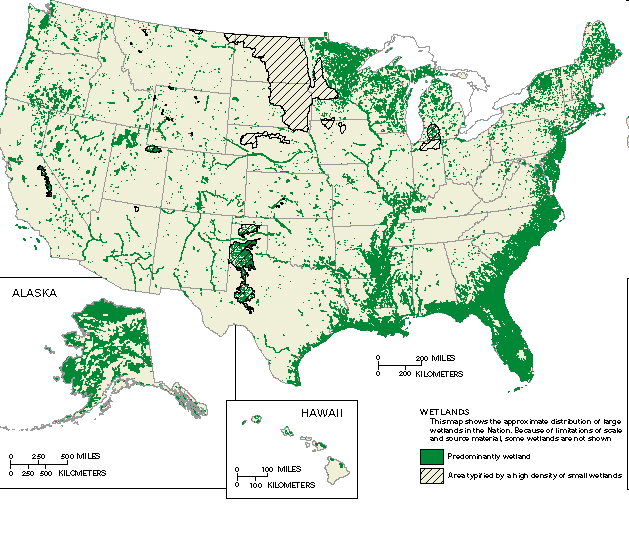 ALASKA
0 200 MILES
0 200 KILOMETERS
HAWAII
WETLANDS
This map shows the approximate distribution of large
wetlands in the Nation. Because of limitations of scale
and source material, some wetlands are not shown
0 250 500 MILES
0 250 500 KILOMETERS
0 100 MILES
0 100 KILOMETERS
Predominantly wetland
Area typified by a high density of small wetlands